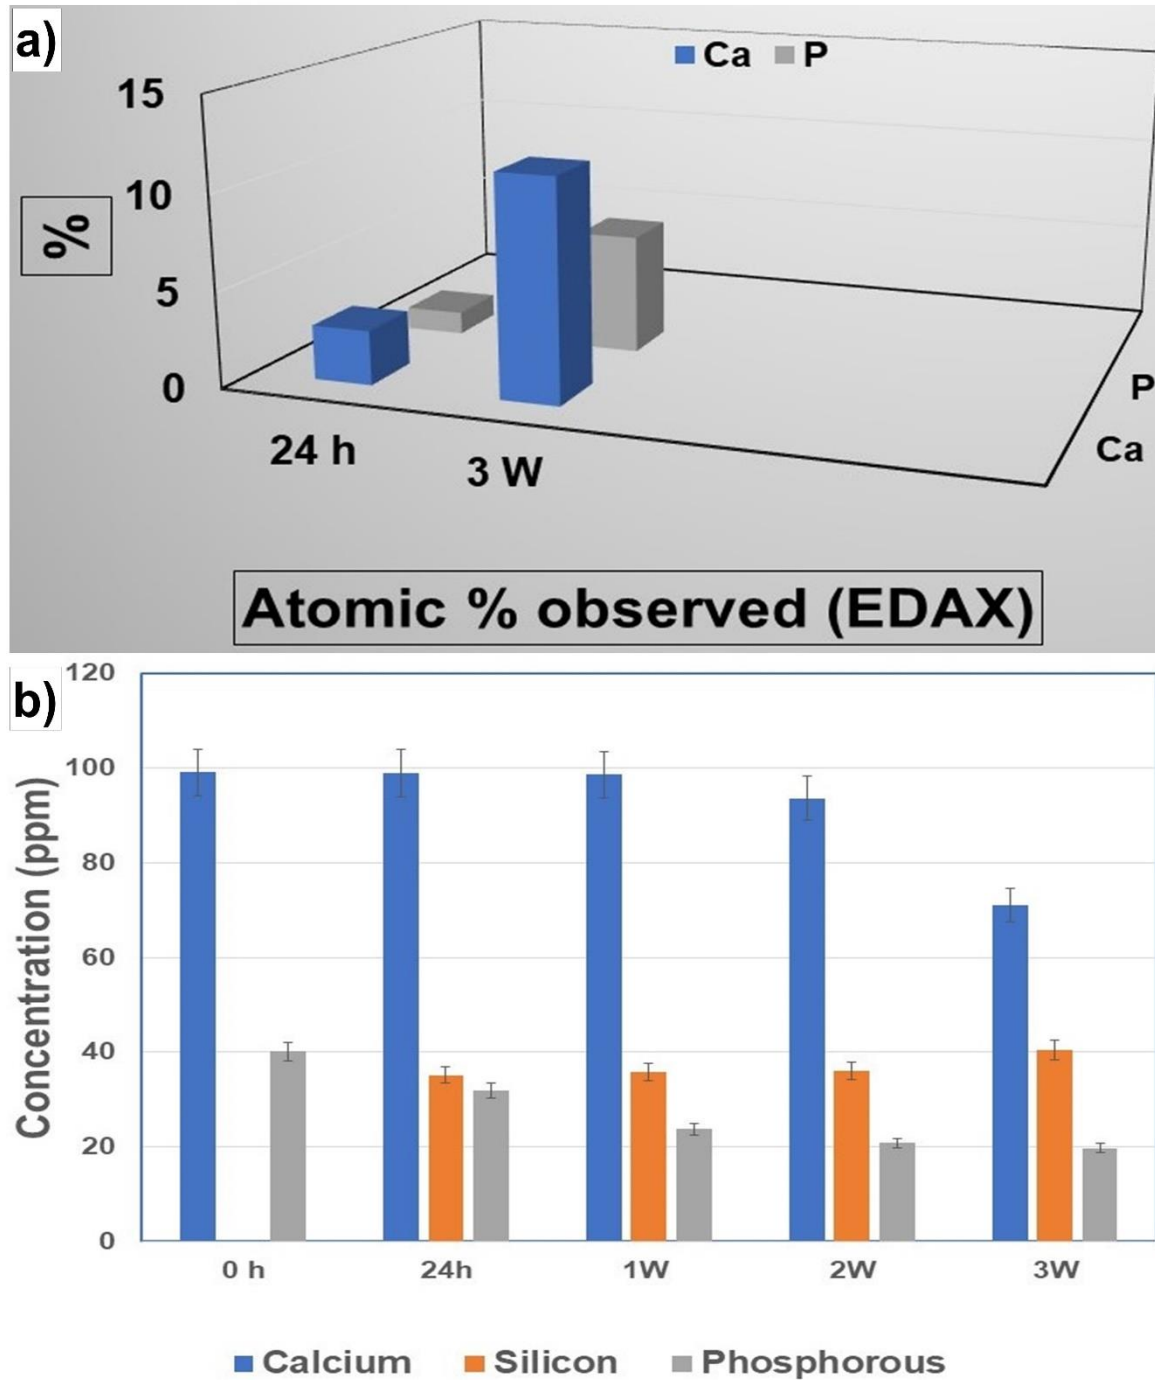 a)
Ca P
15
10
5
0
%
24 h
3 W
P
Ca
Atomic % observed (EDAX)
b)
120
100
80
60
40
20
0
Concentration (ppm)
0 h 24h 1W 2W 3W
Calcium Silicon Phosphorous